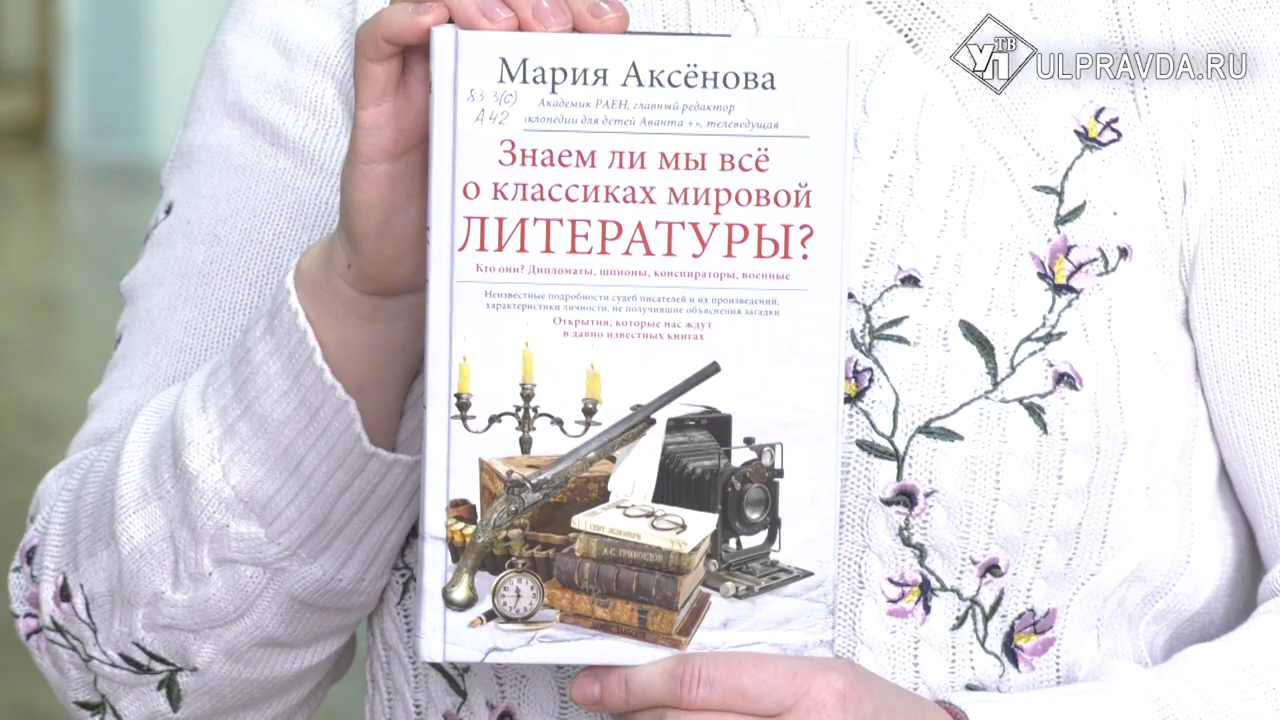 Мария Аксёнова
83.3(0)
А 42
Академик РАЕН, главный редактор
клопедии для детей Аванта +», телеведущая
Знаем ли мы всё
о классиках мировой
ЛИТЕРАТУРЫ?
Кто они? Дипломаты, шпионы, конспираторы, военные
Неизвестные подробности судеб писателей и их произведений,
характеристики личности, не получившие объяснения загадки
Открытия, которые нас ждут
в давно известных книгах
СЕНТ ЭКЗЮПЕРИ
А.С. ГРИБОЕДОВ
ТВ
УП
ULPRAVDA.RU